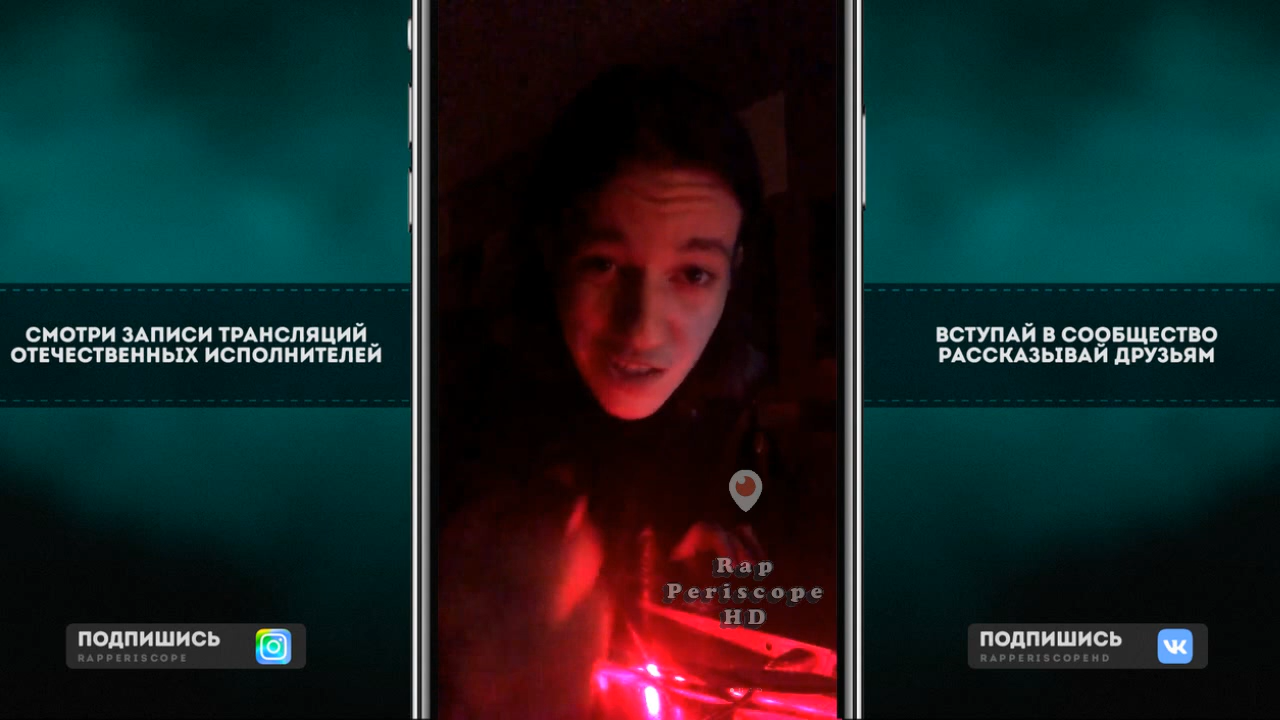 СМОТРИ ЗАПИСИ ТРАНСЛЯЦИЙ
ОТЕЧЕСТВЕННЫХ ИСПОЛНИТЕЛЕЙ
ВСТУПАЙ В СООБЩЕСТВО
РАССКАЗЫВАЙ ДРУЗЬЯМ
Rap
Periscope
HD
ПОДПИШИСЬ
RAPPERISCOPE
ПОДПИШИСЬ
RAPPERISCOPEHD